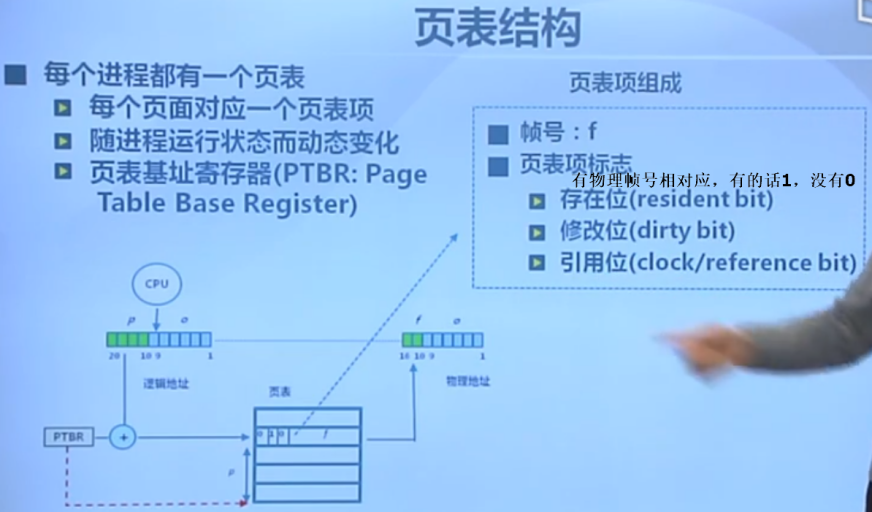 页表结构
每个进程都有一个页表
每个页面对应一个页表项
随进程运行状态而动态变化
页表基址寄存器(PTBR: Page
Table Base Register)
页表项组成
帧号：f
页表项标志
有物理帧号相对应，有的话1，没有0
存在位(resident bit)
修改位(dirty bit)
引用位(clock/reference bit)
CPU
p o
20 10 9 1
逻辑地址
f o
16 10 9 1
物理地址
页表
PTBR
+
0 1 0 f
p